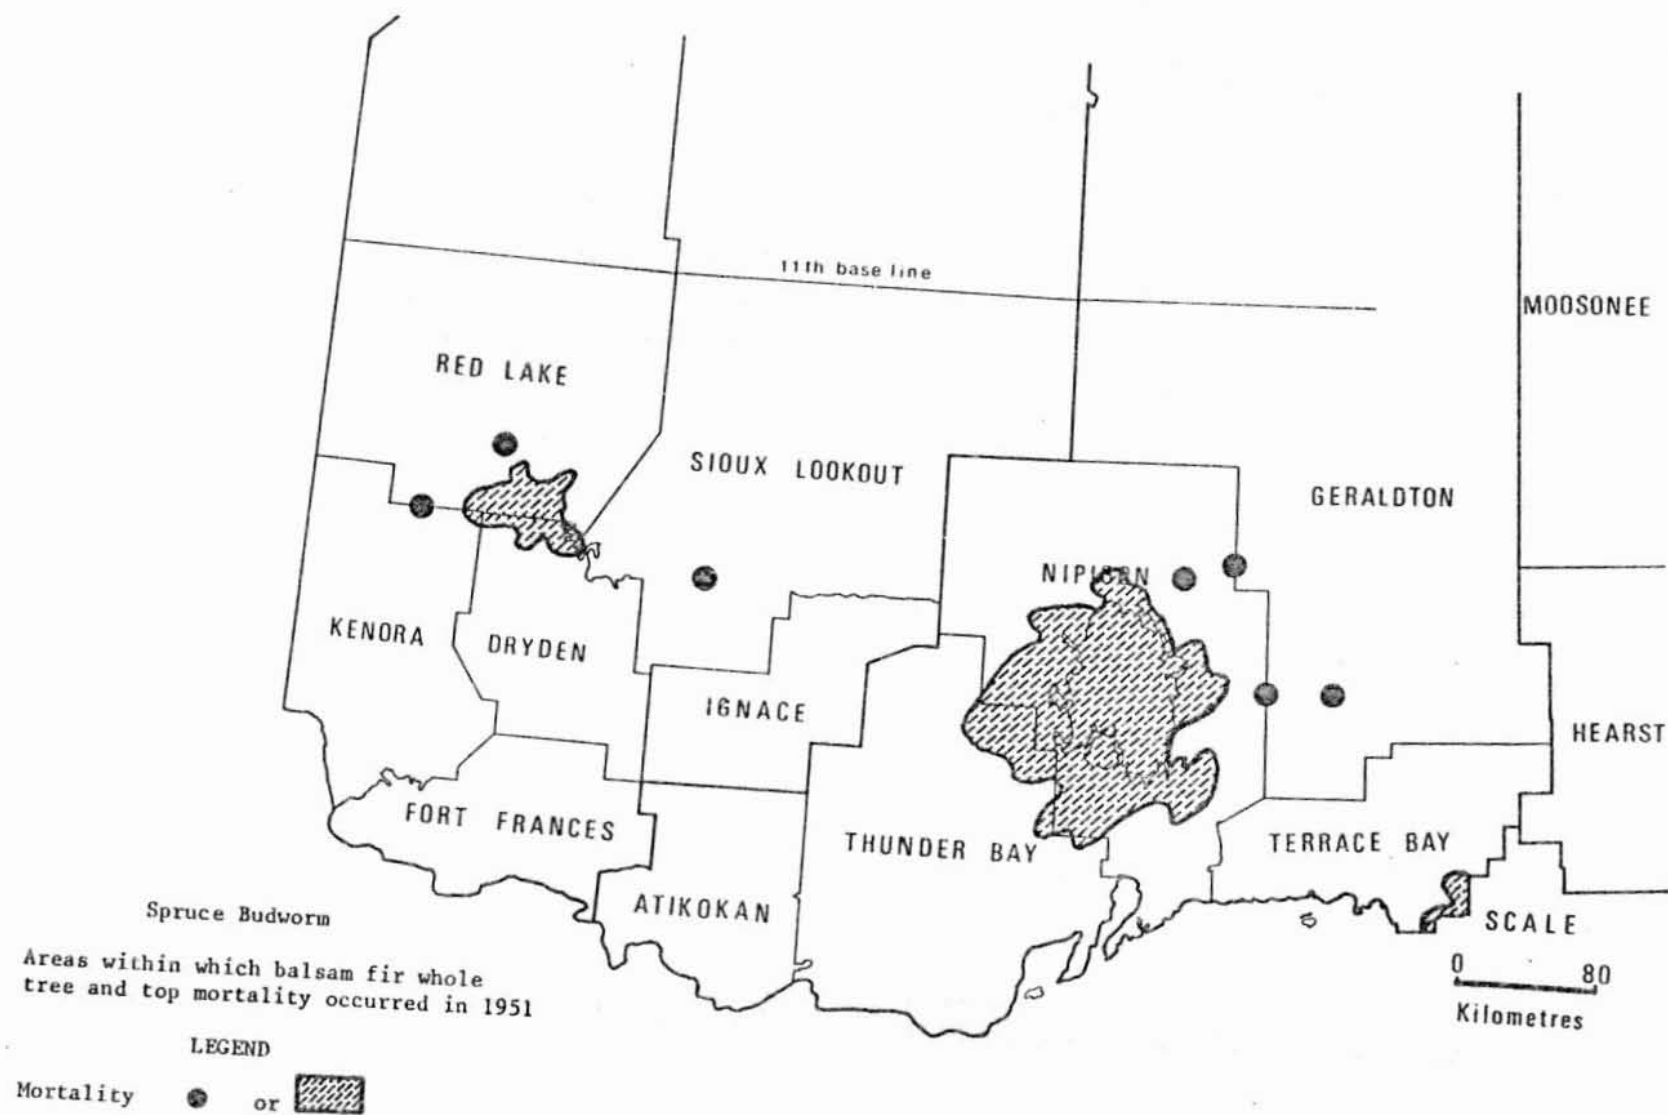 11th base line
MOOSONEE
RED LAKE
SIOUX LOOKOUT
GERALDTON
NIPIGON
KENORA
DRYDEN
IGNACE
HEARST
FORT FRANCES
THUNDER BAY
TERRACE BAY
ATIKOKAN
SCALE
0 80
Kilometres
Spruce Budworm
Areas within which balsam fir whole
tree and top mortality occurred in 1951
LEGEND
Mortality or